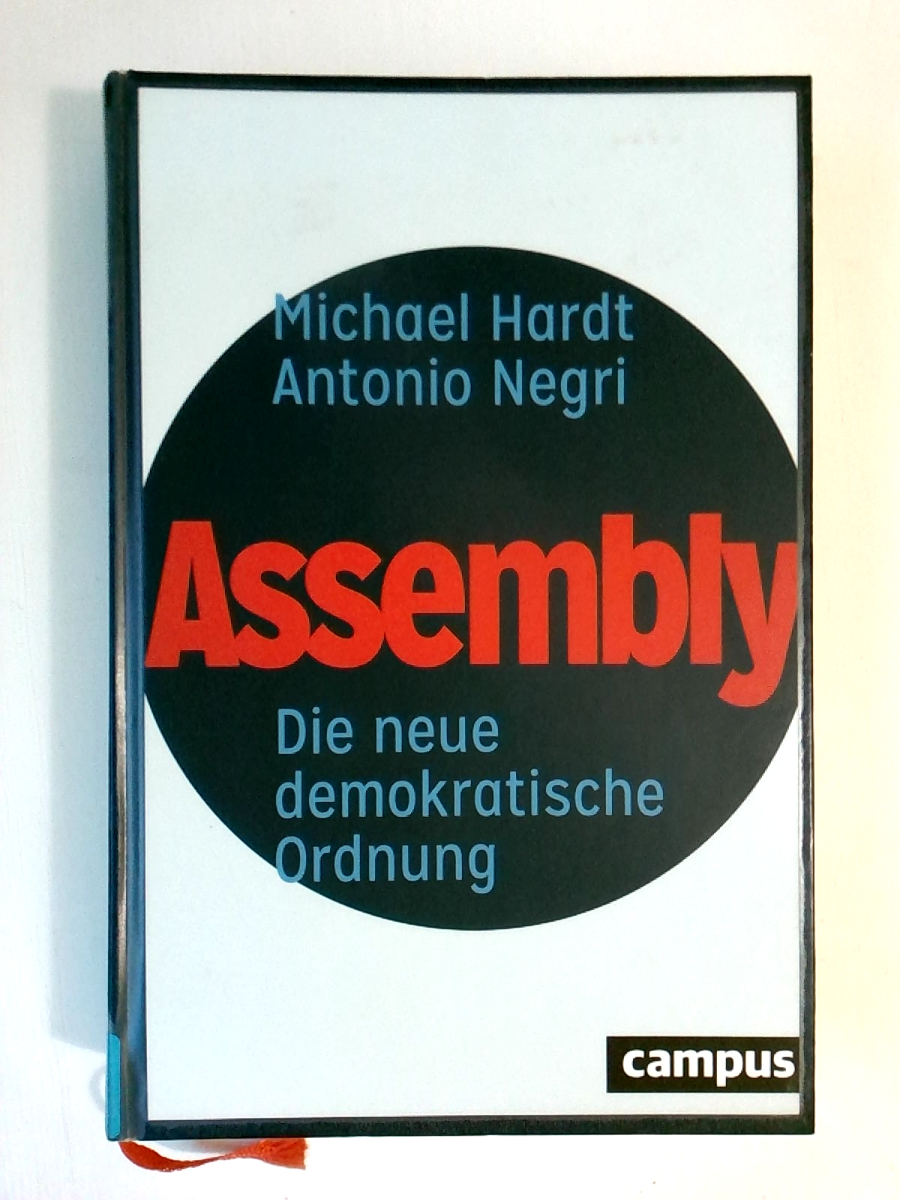 Michael Hardt
Antonio Negri
Assembly
Die neue
demokratische
Ordnung
campus